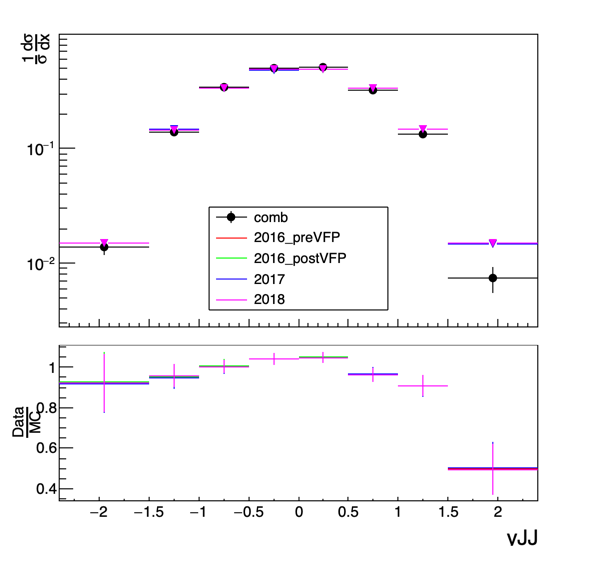 1 dσ
σ dx
10⁻¹
10⁻²
comb
2016_preVFP
2016_postVFP
2017
2018
Data
MC
1
0.8
0.6
0.4
−2 −1.5 −1 −0.5 0 0.5 1 1.5 2
νJJ